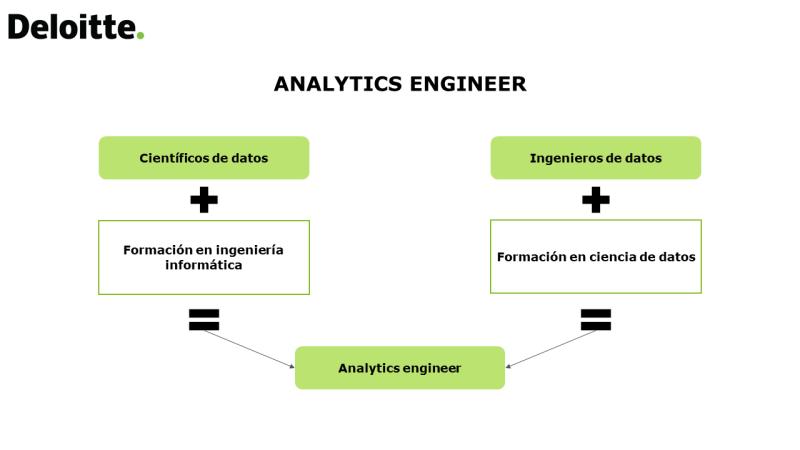 Deloitte.
ANALYTICS ENGINEER
Científicos de datos
Ingenieros de datos
Formación en ingeniería
informática
Formación en ciencia de datos
Analytics engineer